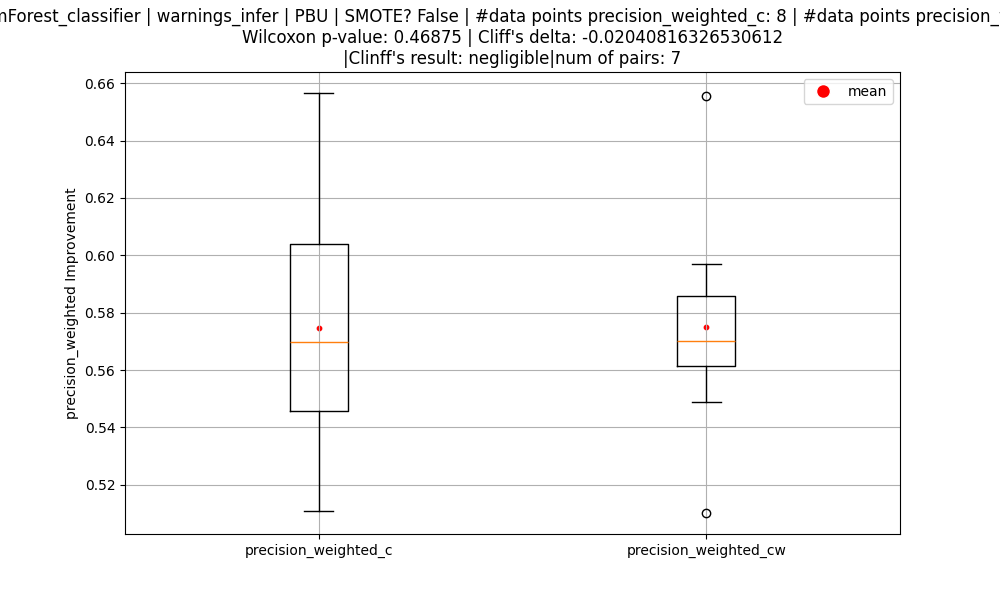 mForest_classifier | warnings_infer | PBU | SMOTE? False | #data points precision_weighted_c: 8 | #data points precision_
Wilcoxon p-value: 0.46875 | Cliff's delta: -0.02040816326530612
|Clinff's result: negligible|num of pairs: 7
mean
0.66
0.64
0.62
0.60
0.58
0.56
0.54
0.52
precision_weighted Improvement
precision_weighted_c
precision_weighted_cw